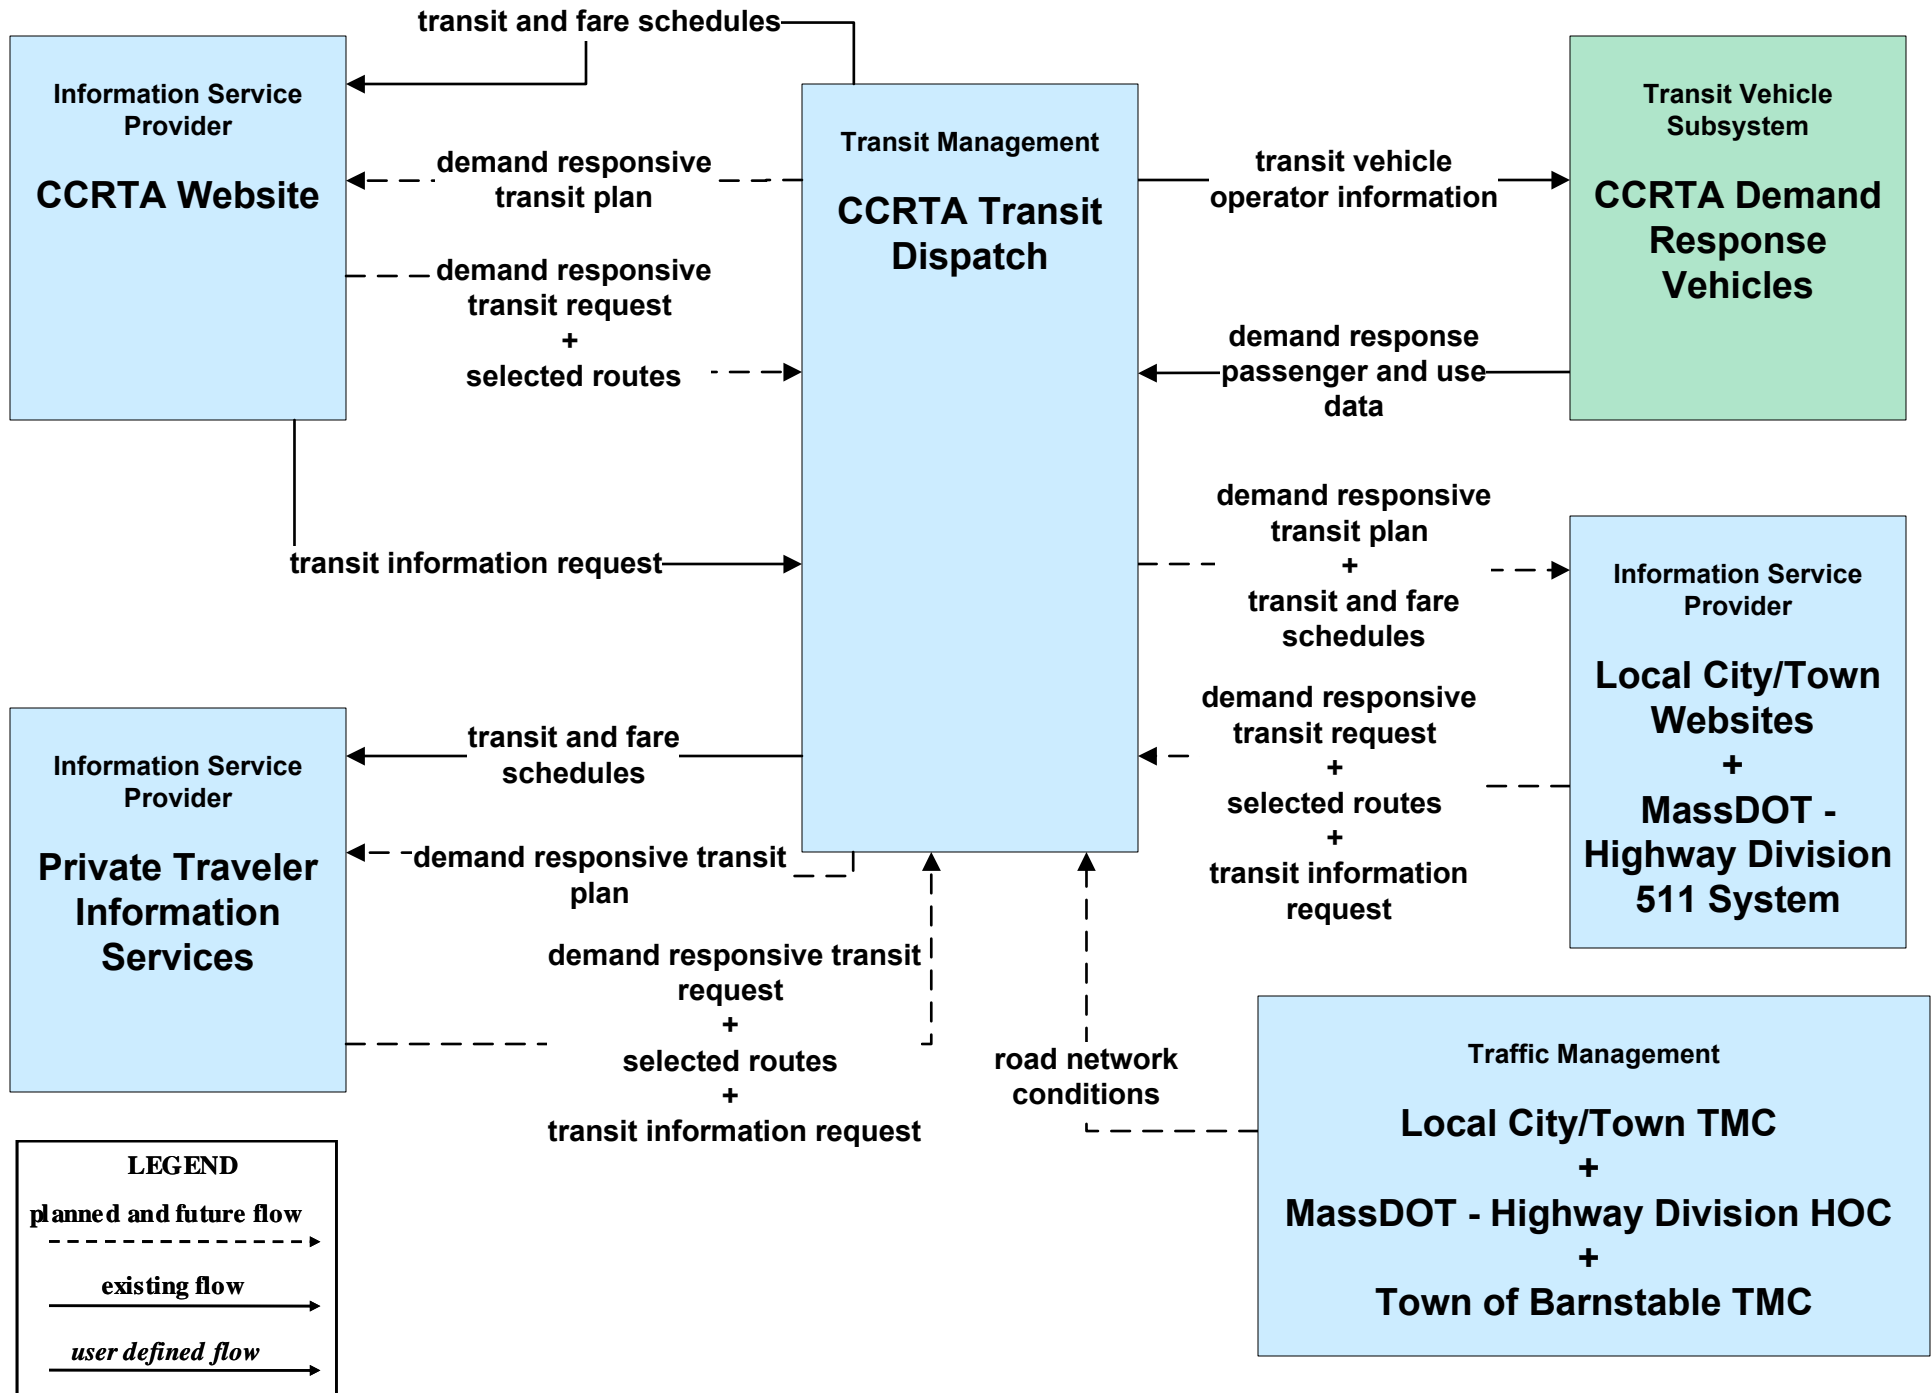 transit and fare schedules
Information Service
Provider
CCRTA Website
demand responsive
transit plan
demand responsive
transit request
+
selected routes
transit information request
Transit Management
CCRTA Transit
Dispatch
transit vehicle
operator information
Transit Vehicle
Subsystem
CCRTA Demand
Response
Vehicles
demand response
passenger and use
data
demand responsive
transit plan
+
transit and fare
schedules
Information Service
Provider
Local City/Town
Websites
+
MassDOT -
Highway Division
511 System
demand responsive
transit request
+
selected routes
+
transit information
request
Information Service
Provider
Private Traveler
Information
Services
transit and fare
schedules
demand responsive transit
plan
demand responsive transit
request
+
selected routes
+
transit information request
road network
conditions
Traffic Management
Local City/Town TMC
+
MassDOT - Highway Division HOC
+
Town of Barnstable TMC
LEGEND
planned and future flow
existing flow
user defined flow